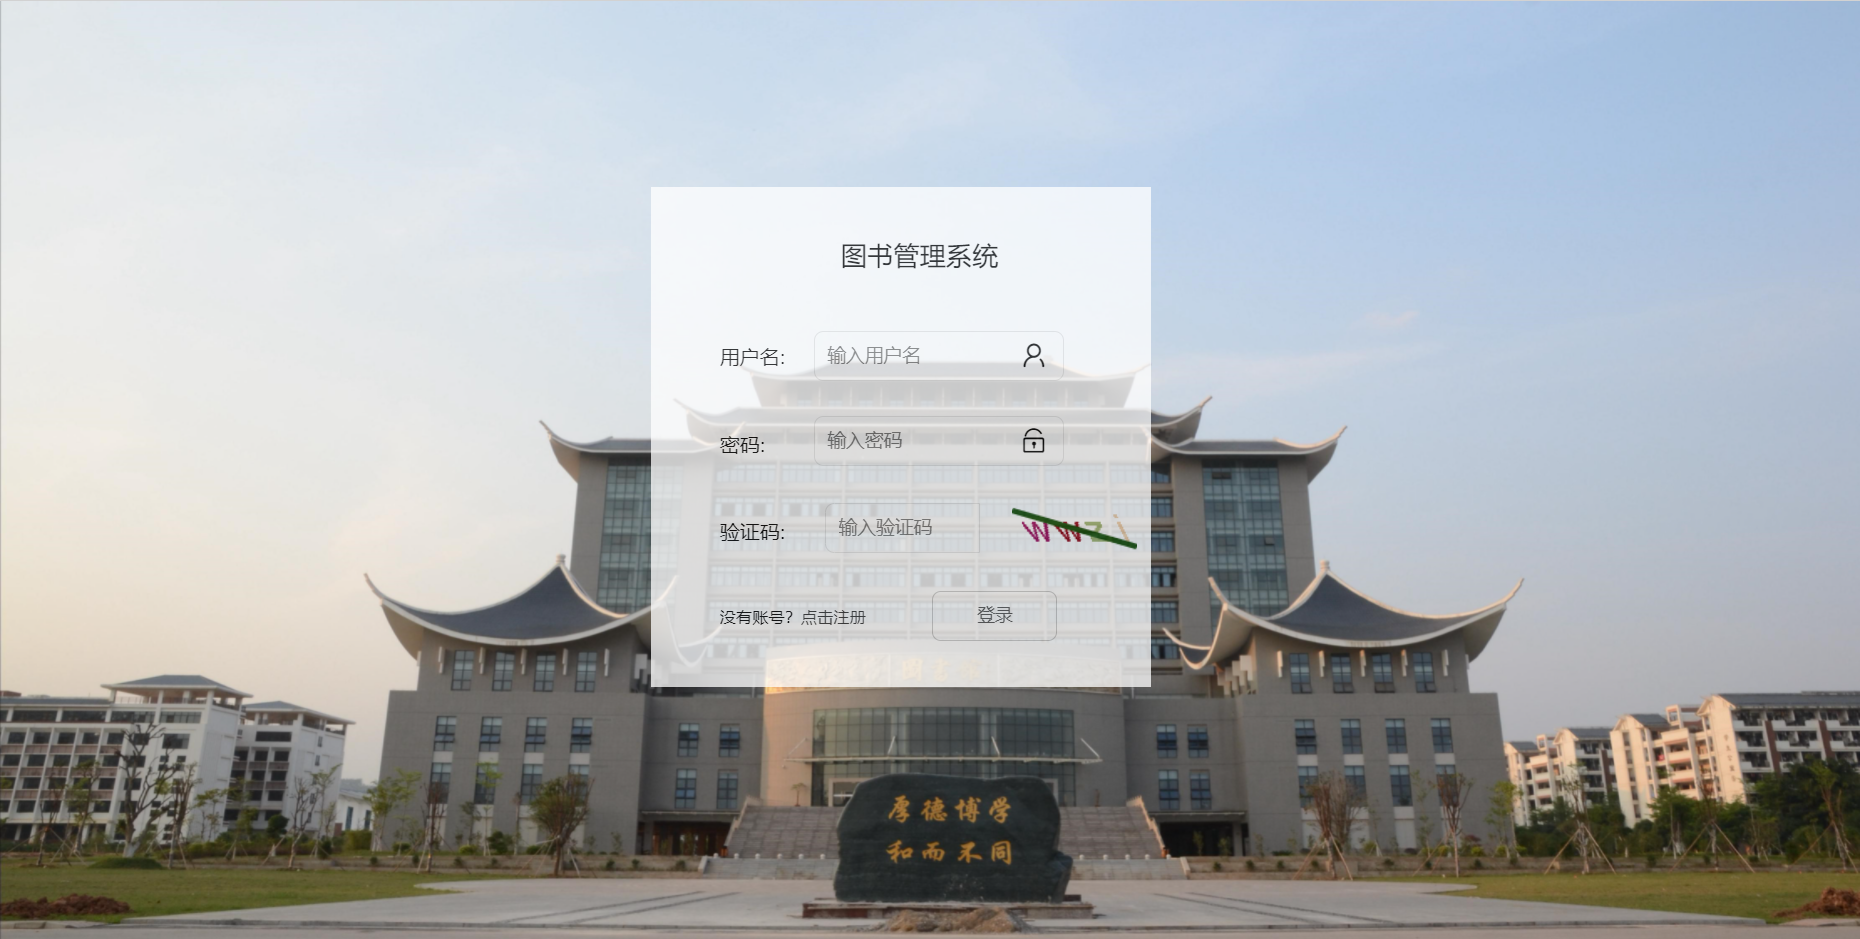 图书管理系统
用户名:
输入用户名
密码:
输入密码
验证码:
输入验证码
wwzi
没有账号？点击注册
登录
厚德博学
和而不同